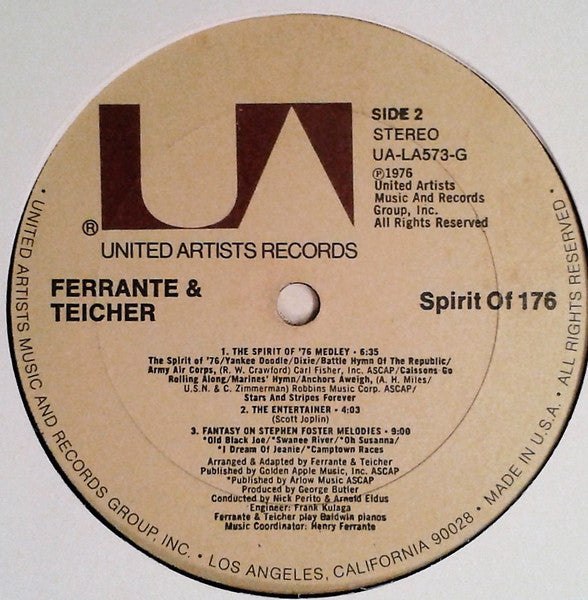 SIDE 2
STEREO
UA-LA573-G
Ⓟ1976
United Artists
Music And Records
Group, Inc.
All Rights Reserved
UA
®
UNITED ARTISTS RECORDS
FERRANTE &
TEICHER
Spirit Of 176
1. THE SPIRIT OF '76 MEDLEY • 6:35
The Spirit of '76/Yankee Doodle/Dixie/Battle Hymn Of The Republic/
Army Air Corps, (R. W. Crawford) Carl Fisher, Inc. ASCAP/Caissons Go
Rolling Along/Marines' Hymn/Anchors Aweigh, (A. H. Miles/
U.S.N. & C. Zimmerman) Robbins Music Corp. ASCAP/
Stars And Stripes Forever
2. THE ENTERTAINER • 4:03
(Scott Joplin)
3. FANTASY ON STEPHEN FOSTER MELODIES • 9:00
*Old Black Joe/*Swanee River/*Oh Susanna/
*I Dream Of Jeanie/*Camptown Races
Arranged & Adapted by Ferrante & Teicher
Published by Golden Apple Music, Inc. ASCAP
*Published by Arlow Music ASCAP
Produced by George Butler
Conducted by Nick Perito & Arnold Eidus
Engineer: Frank Kulaga
Ferrante & Teicher play Baldwin pianos
Music Coordinator: Henry Ferrante
• UNITED ARTISTS MUSIC AND RECORDS GROUP, INC. • LOS ANGELES, CALIFORNIA 90028 • MADE IN U.S.A. • ALL RIGHTS RESERVED •